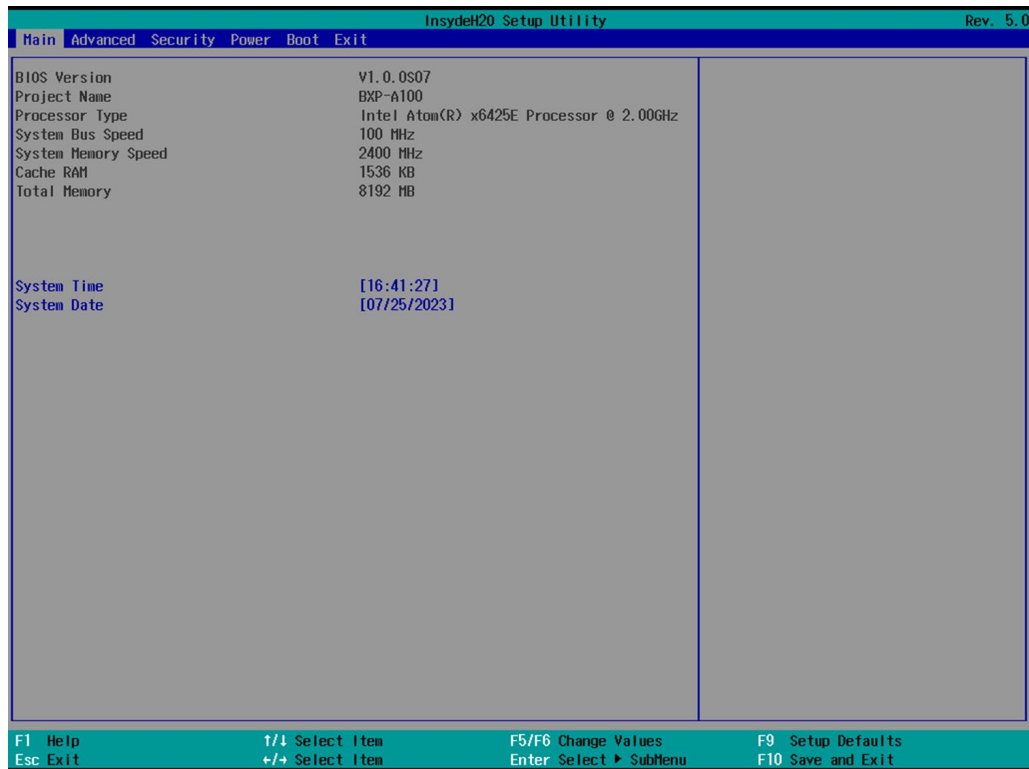 InsydeH20 Setup Utility Rev. 5.0
Main Advanced Security Power Boot Exit
BIOS Version V1.0.0S07
Project Name BXP-A100
Processor Type Intel Atom(R) x6425E Processor @ 2.00GHz
System Bus Speed 100 MHz
System Memory Speed 2400 MHz
Cache RAM 1536 KB
Total Memory 8192 MB
System Time [16:41:27]
System Date [07/25/2023]
F1 Help ↑/↓ Select Item F5/F6 Change Values F9 Setup Defaults
Esc Exit ←/→ Select Item Enter Select ▶ SubMenu F10 Save and Exit